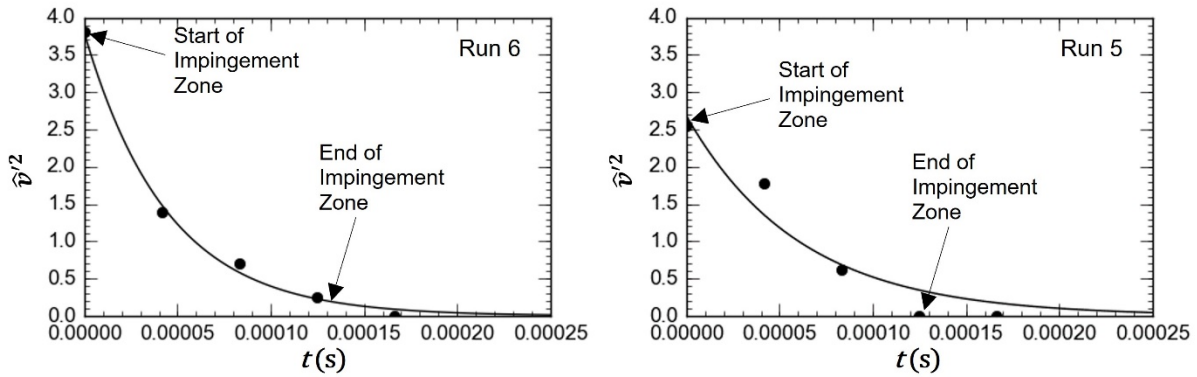 4.0
3.5
3.0
2.5
2.0
1.5
1.0
0.5
0.0
v̂′²
Start of
Impingement
Zone
Run 6
End of
Impingement
Zone
0.00000 0.00005 0.00010 0.00015 0.00020 0.00025
t(s)
4.0
3.5
3.0
2.5
2.0
1.5
1.0
0.5
0.0
v̂′²
Start of
Impingement
Zone
Run 5
End of
Impingement
Zone
0.00000 0.00005 0.00010 0.00015 0.00020 0.00025
t(s)